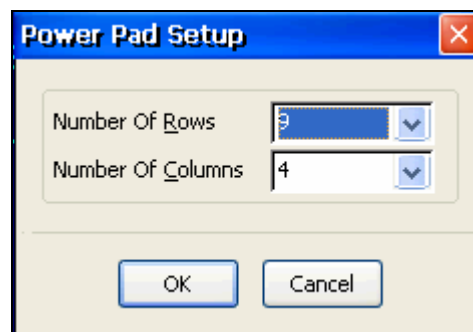 Power Pad Setup
Number Of Rows 9
Number Of Columns 4
OK Cancel